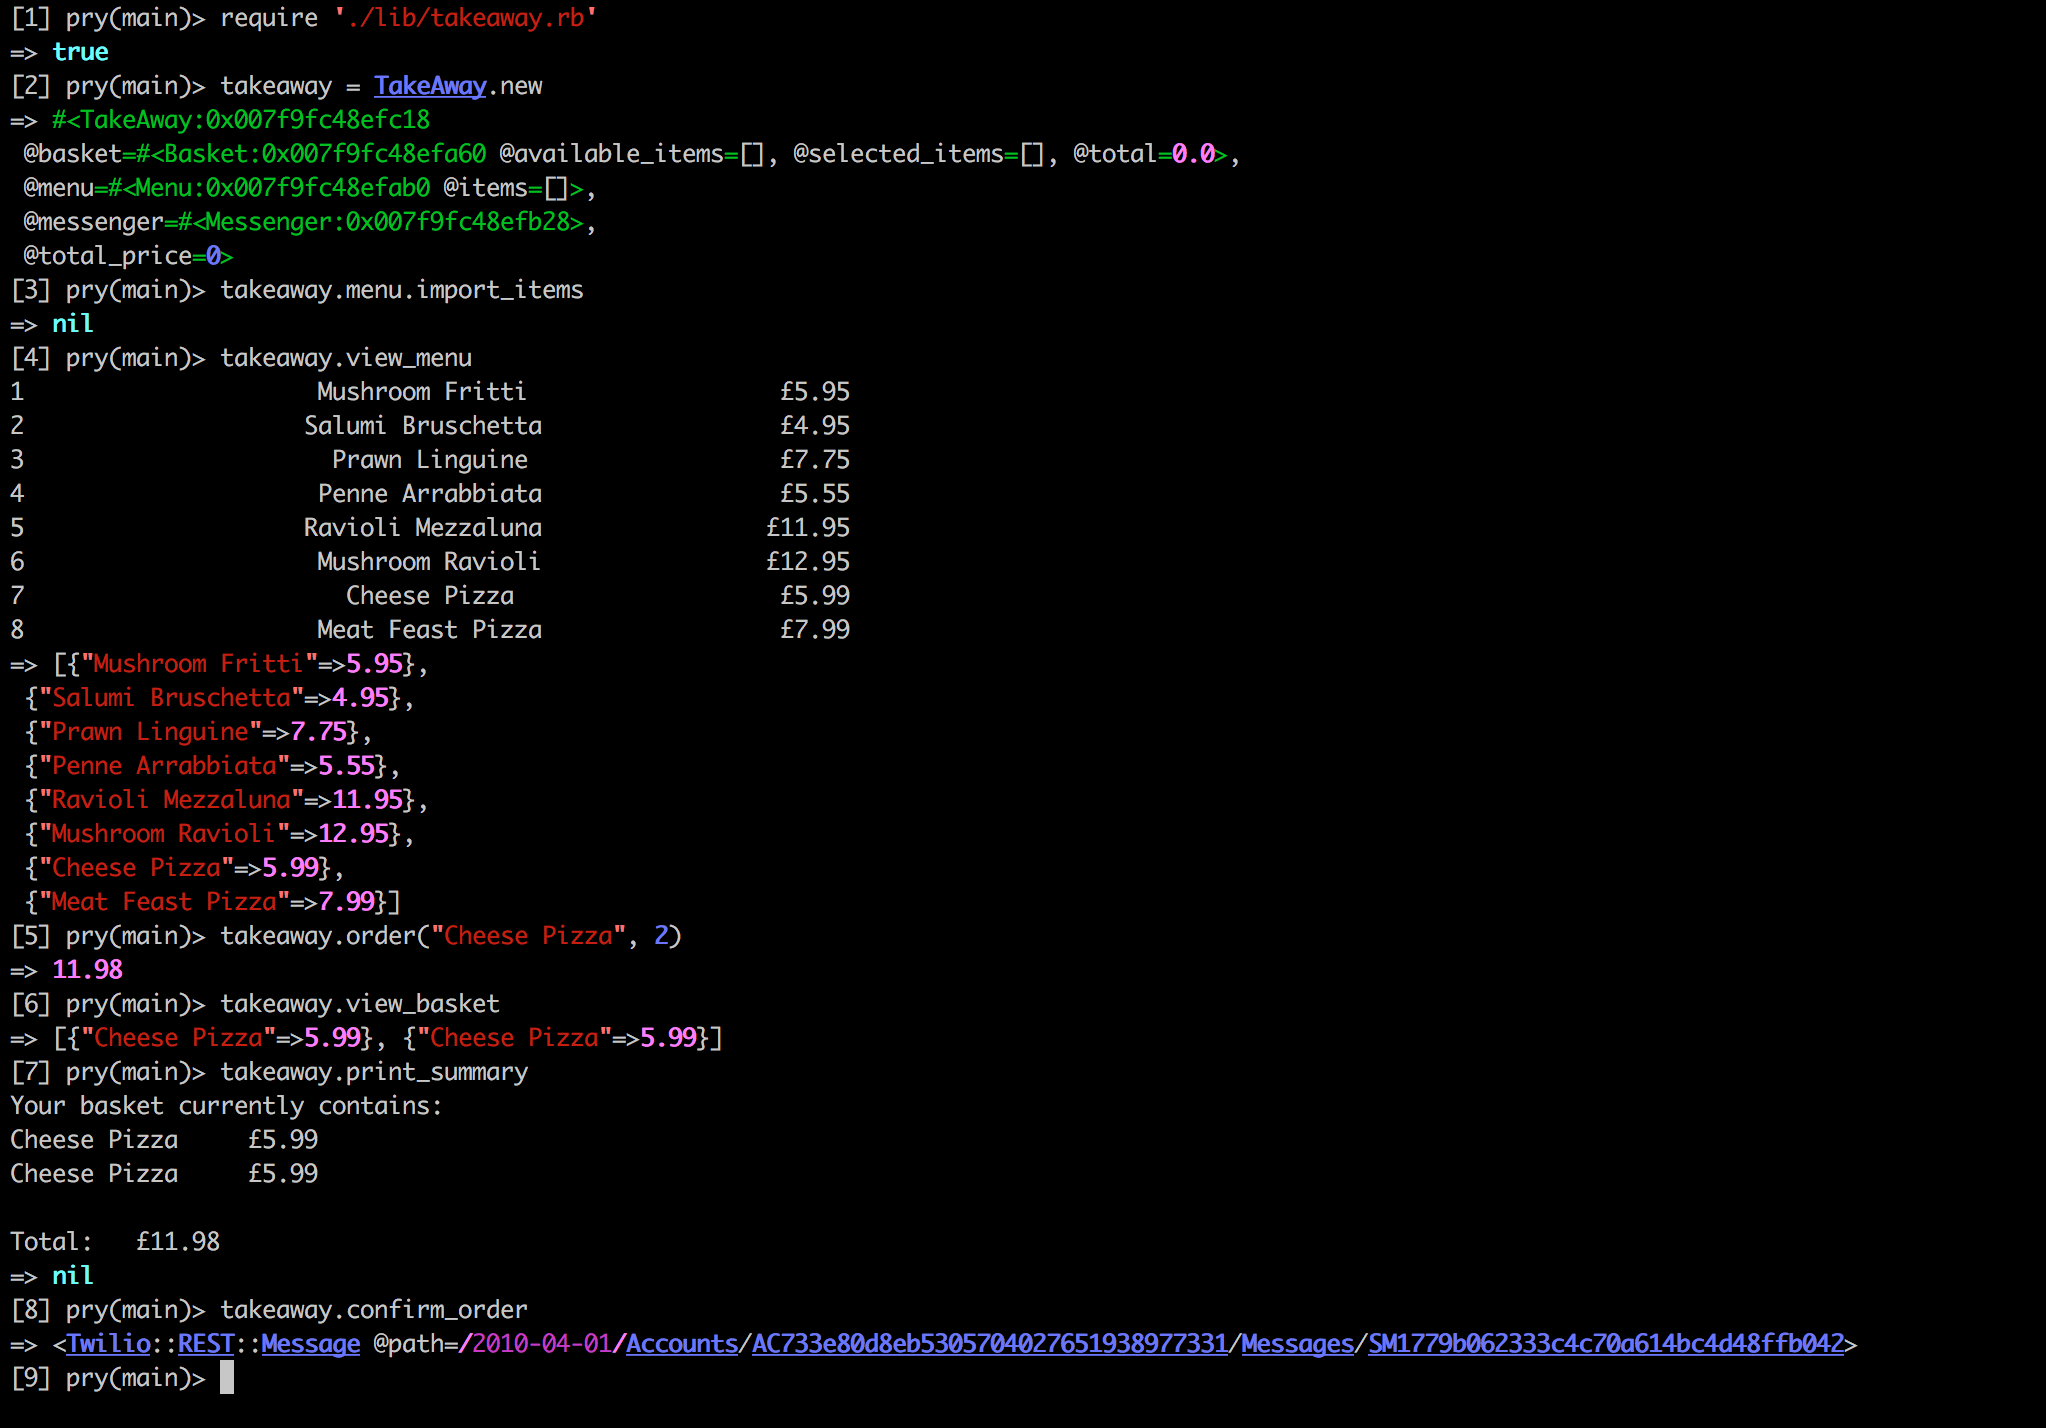 [1] pry(main)> require './lib/takeaway.rb'
=> true
[2] pry(main)> takeaway = TakeAway.new
=> #<TakeAway:0x007f9fc48efc18
 @basket=#<Basket:0x007f9fc48efa60 @available_items=[], @selected_items=[], @total=0.0>,
 @menu=#<Menu:0x007f9fc48efab0 @items=[]>,
 @messenger=#<Messenger:0x007f9fc48efb28>,
 @total_price=0>
[3] pry(main)> takeaway.menu.import_items
=> nil
[4] pry(main)> takeaway.view_menu
1                     Mushroom Fritti                  £5.95
2                    Salumi Bruschetta                 £4.95
3                      Prawn Linguine                  £7.75
4                     Penne Arrabbiata                 £5.55
5                    Ravioli Mezzaluna                £11.95
6                     Mushroom Ravioli                £12.95
7                       Cheese Pizza                   £5.99
8                     Meat Feast Pizza                 £7.99
=> [{"Mushroom Fritti"=>5.95},
 {"Salumi Bruschetta"=>4.95},
 {"Prawn Linguine"=>7.75},
 {"Penne Arrabbiata"=>5.55},
 {"Ravioli Mezzaluna"=>11.95},
 {"Mushroom Ravioli"=>12.95},
 {"Cheese Pizza"=>5.99},
 {"Meat Feast Pizza"=>7.99}]
[5] pry(main)> takeaway.order("Cheese Pizza", 2)
=> 11.98
[6] pry(main)> takeaway.view_basket
=> [{"Cheese Pizza"=>5.99}, {"Cheese Pizza"=>5.99}]
[7] pry(main)> takeaway.print_summary
Your basket currently contains:
Cheese Pizza     £5.99
Cheese Pizza     £5.99

Total:   £11.98
=> nil
[8] pry(main)> takeaway.confirm_order
=> <Twilio::REST::Message @path=/2010-04-01/Accounts/AC733e80d8eb5305704027651938977331/Messages/SM1779b062333c4c70a614bc4d48ffb042>
[9] pry(main)>